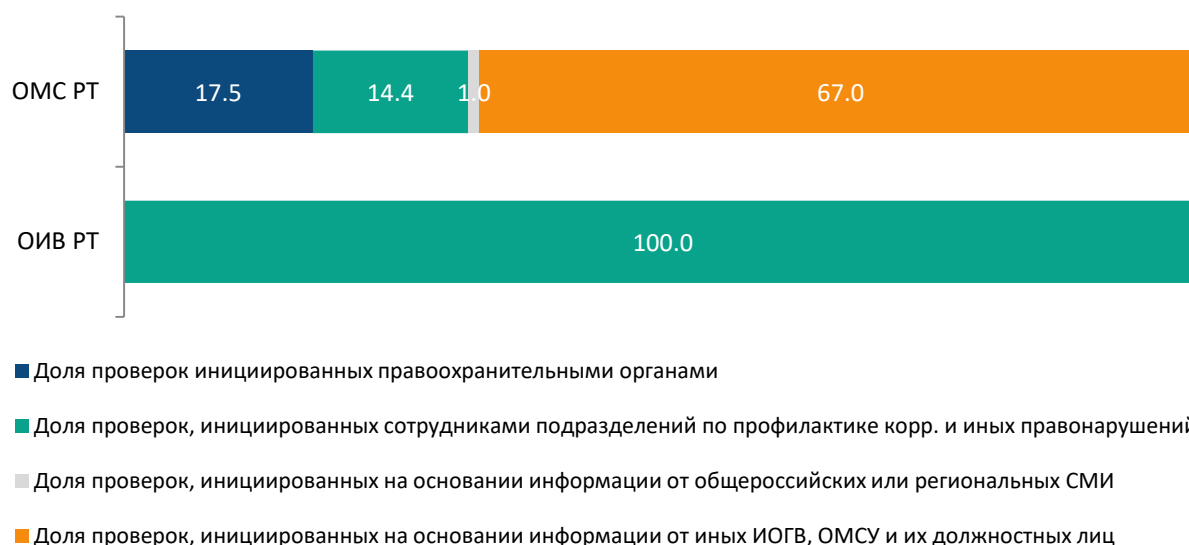 ОМС РТ
17.5
14.4
1.0
67.0
ОИВ РТ
100.0
Доля проверок инициированных правоохранительными органами
Доля проверок, инициированных сотрудниками подразделений по профилактике корр. и иных правонарушений
Доля проверок, инициированных на основании информации от общероссийских или региональных СМИ
Доля проверок, инициированных на основании информации от иных ИОГВ, ОМСУ и их должностных лиц